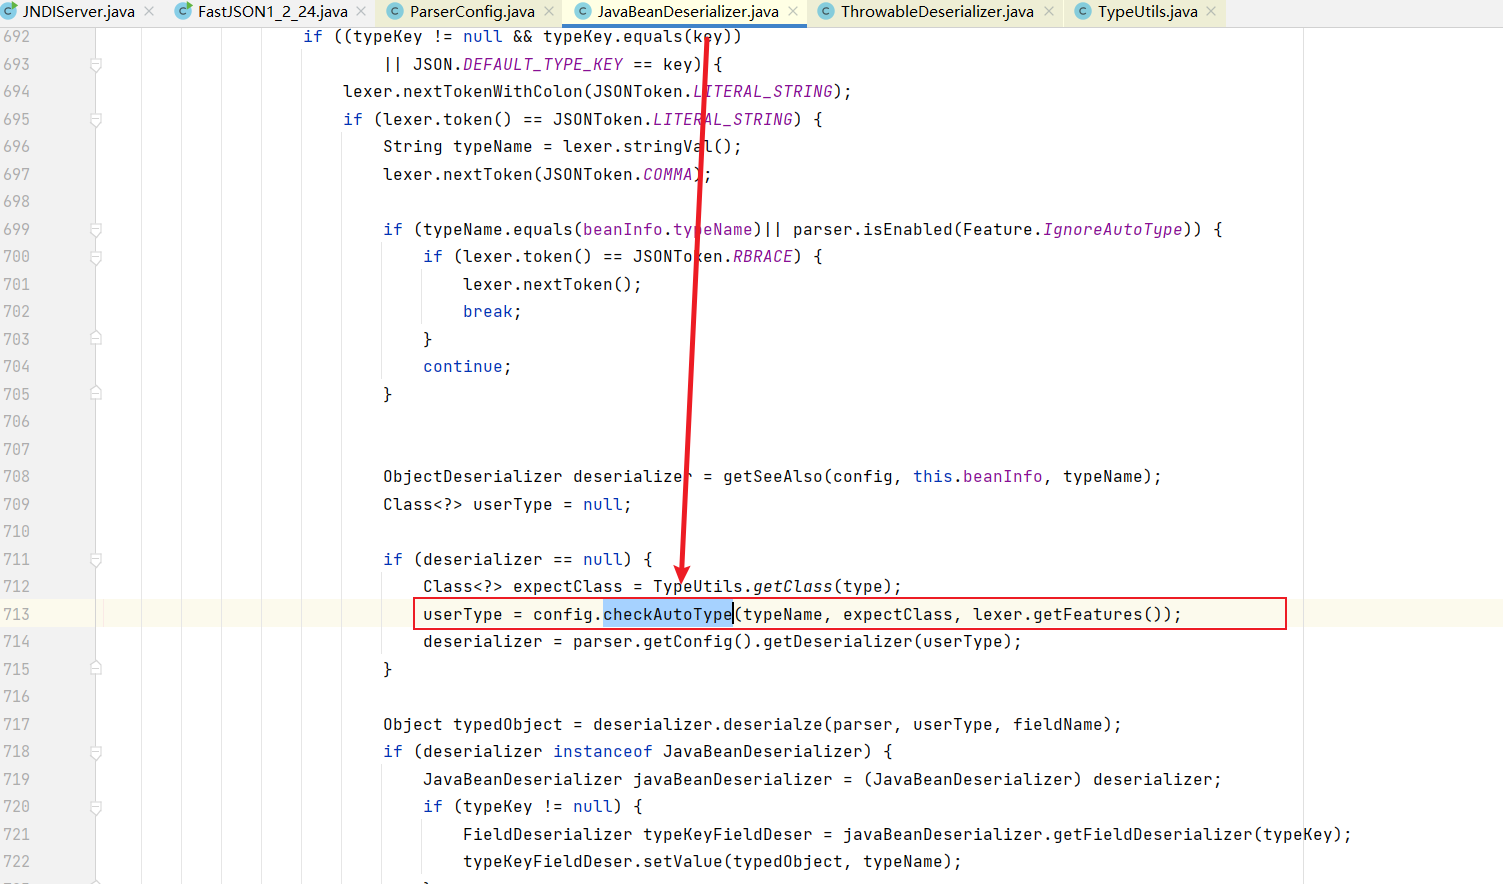 JNDIServer.java FastJSON1_2_24.java ParserConfig.java JavaBeanDeserializer.java ThrowableDeserializer.java TypeUtils.java
692 if ((typeKey != null && typeKey.equals(key))
693 || JSON.DEFAULT_TYPE_KEY == key) {
694 lexer.nextTokenWithColon(JSONToken.LITERAL_STRING);
695 if (lexer.token() == JSONToken.LITERAL_STRING) {
696 String typeName = lexer.stringVal();
697 lexer.nextToken(JSONToken.COMMA);
698
699 if (typeName.equals(beanInfo.typeName)|| parser.isEnabled(Feature.IgnoreAutoType)) {
700 if (lexer.token() == JSONToken.RBRACE) {
701 lexer.nextToken();
702 break;
703 }
704 continue;
705 }
706
707
708 ObjectDeserializer deserializer = getSeeAlso(config, this.beanInfo, typeName);
709 Class<?> userType = null;
710
711 if (deserializer == null) {
712 Class<?> expectClass = TypeUtils.getClass(type);
713 userType = config.checkAutoType(typeName, expectClass, lexer.getFeatures());
714 deserializer = parser.getConfig().getDeserializer(userType);
715 }
716
717 Object typedObject = deserializer.deserialze(parser, userType, fieldName);
718 if (deserializer instanceof JavaBeanDeserializer) {
719 JavaBeanDeserializer javaBeanDeserializer = (JavaBeanDeserializer) deserializer;
720 if (typeKey != null) {
721 FieldDeserializer typeKeyFieldDeser = javaBeanDeserializer.getFieldDeserializer(typeKey);
722 typeKeyFieldDeser.setValue(typedObject, typeName);